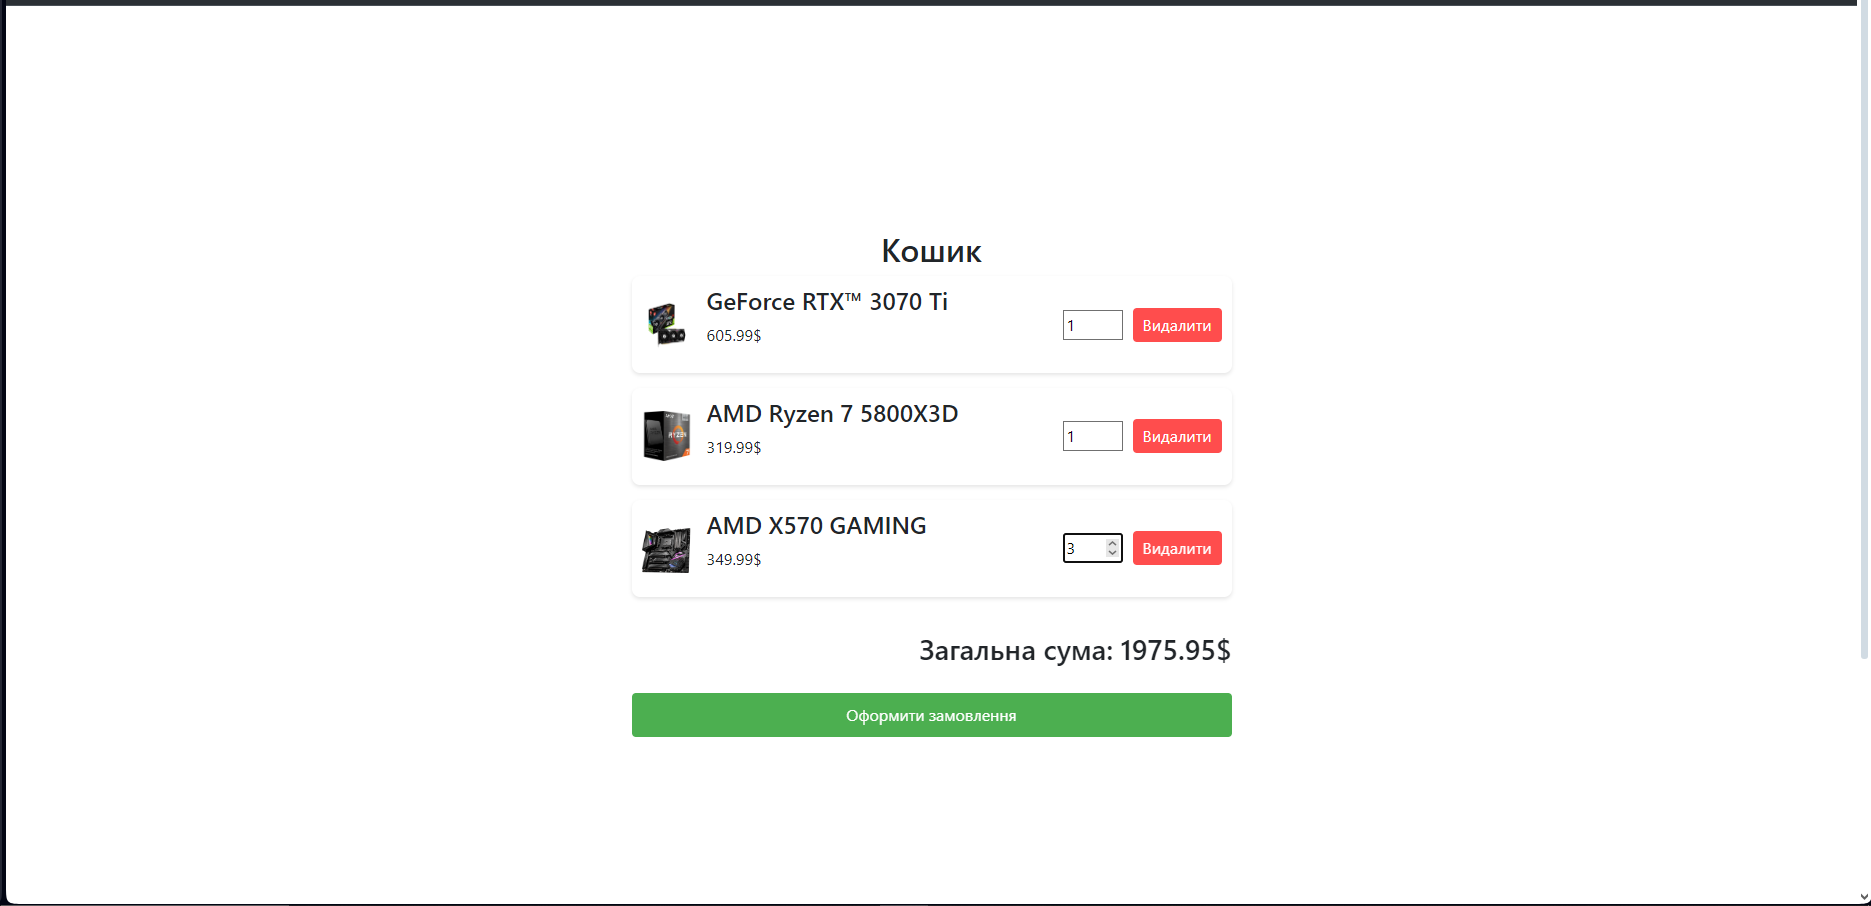 Кошик
GeForce RTX™ 3070 Ti
605.99$
1
Видалити
AMD Ryzen 7 5800X3D
319.99$
1
Видалити
RYZEN
AMD X570 GAMING
349.99$
3
Видалити
Загальна сума: 1975.95$
Оформити замовлення